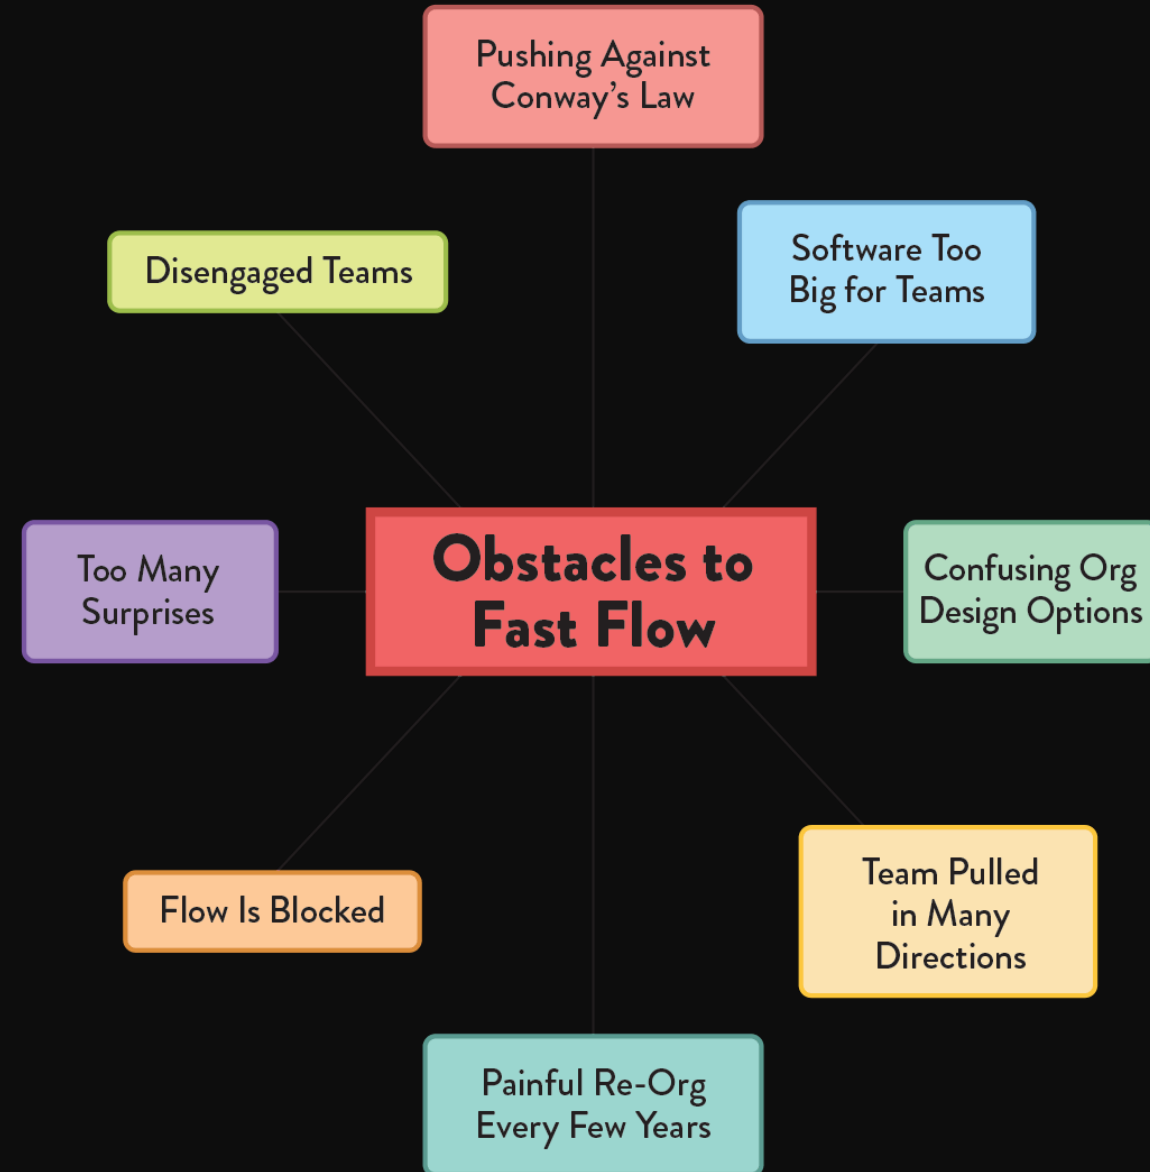 Pushing Against
Conway's Law
Software Too
Big for Teams
Disengaged Teams
Obstacles to
Fast Flow
Too Many
Surprises
Confusing Org
Design Options
Team Pulled
in Many
Directions
Flow Is Blocked
Painful Re-Org
Every Few Years